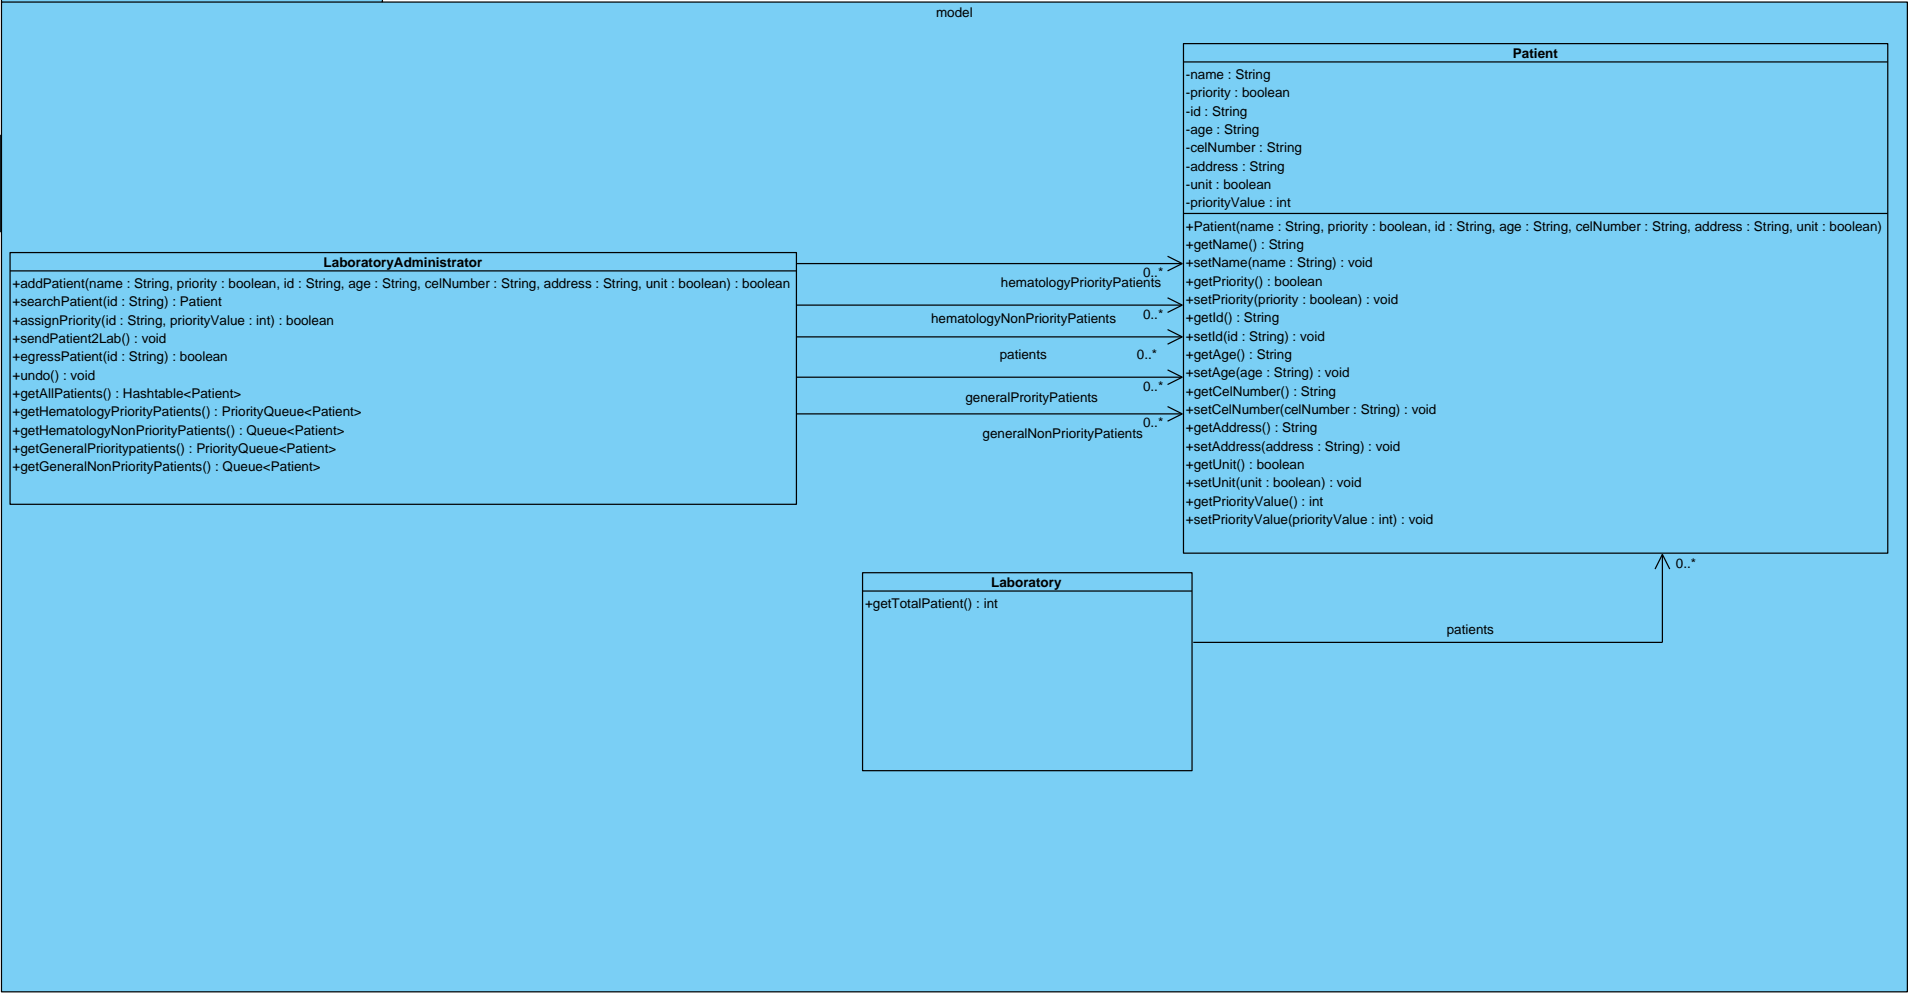 model
Patient
-name : String
-priority : boolean
-id : String
-age : String
-celNumber : String
-address : String
-unit : boolean
-priorityValue : int
+Patient(name : String, priority : boolean, id : String, age : String, celNumber : String, address : String, unit : boolean)
+getName() : String
+setName(name : String) : void
+getPriority() : boolean
+setPriority(priority : boolean) : void
+getId() : String
+setId(id : String) : void
+getAge() : String
+setAge(age : String) : void
+getCelNumber() : String
+setCelNumber(celNumber : String) : void
+getAddress() : String
+setAddress(address : String) : void
+getUnit() : boolean
+setUnit(unit : boolean) : void
+getPriorityValue() : int
+setPriorityValue(priorityValue : int) : void
LaboratoryAdministrator
+addPatient(name : String, priority : boolean, id : String, age : String, celNumber : String, address : String, unit : boolean) : boolean
+searchPatient(id : String) : Patient
+assignPriority(id : String, priorityValue : int) : boolean
+sendPatient2Lab() : void
+egressPatient(id : String) : boolean
+undo() : void
+getAllPatients() : Hashtable<Patient>
+getHematologyPriorityPatients() : PriorityQueue<Patient>
+getHematologyNonPriorityPatients() : Queue<Patient>
+getGeneralPrioritypatients() : PriorityQueue<Patient>
+getGeneralNonPriorityPatients() : Queue<Patient>
0..*
hematologyPriorityPatients
0..*
hematologyNonPriorityPatients
patients
0..*
0..*
generalProrityPatients
0..*
generalNonPriorityPatients
Laboratory
+getTotalPatient() : int
0..*
patients